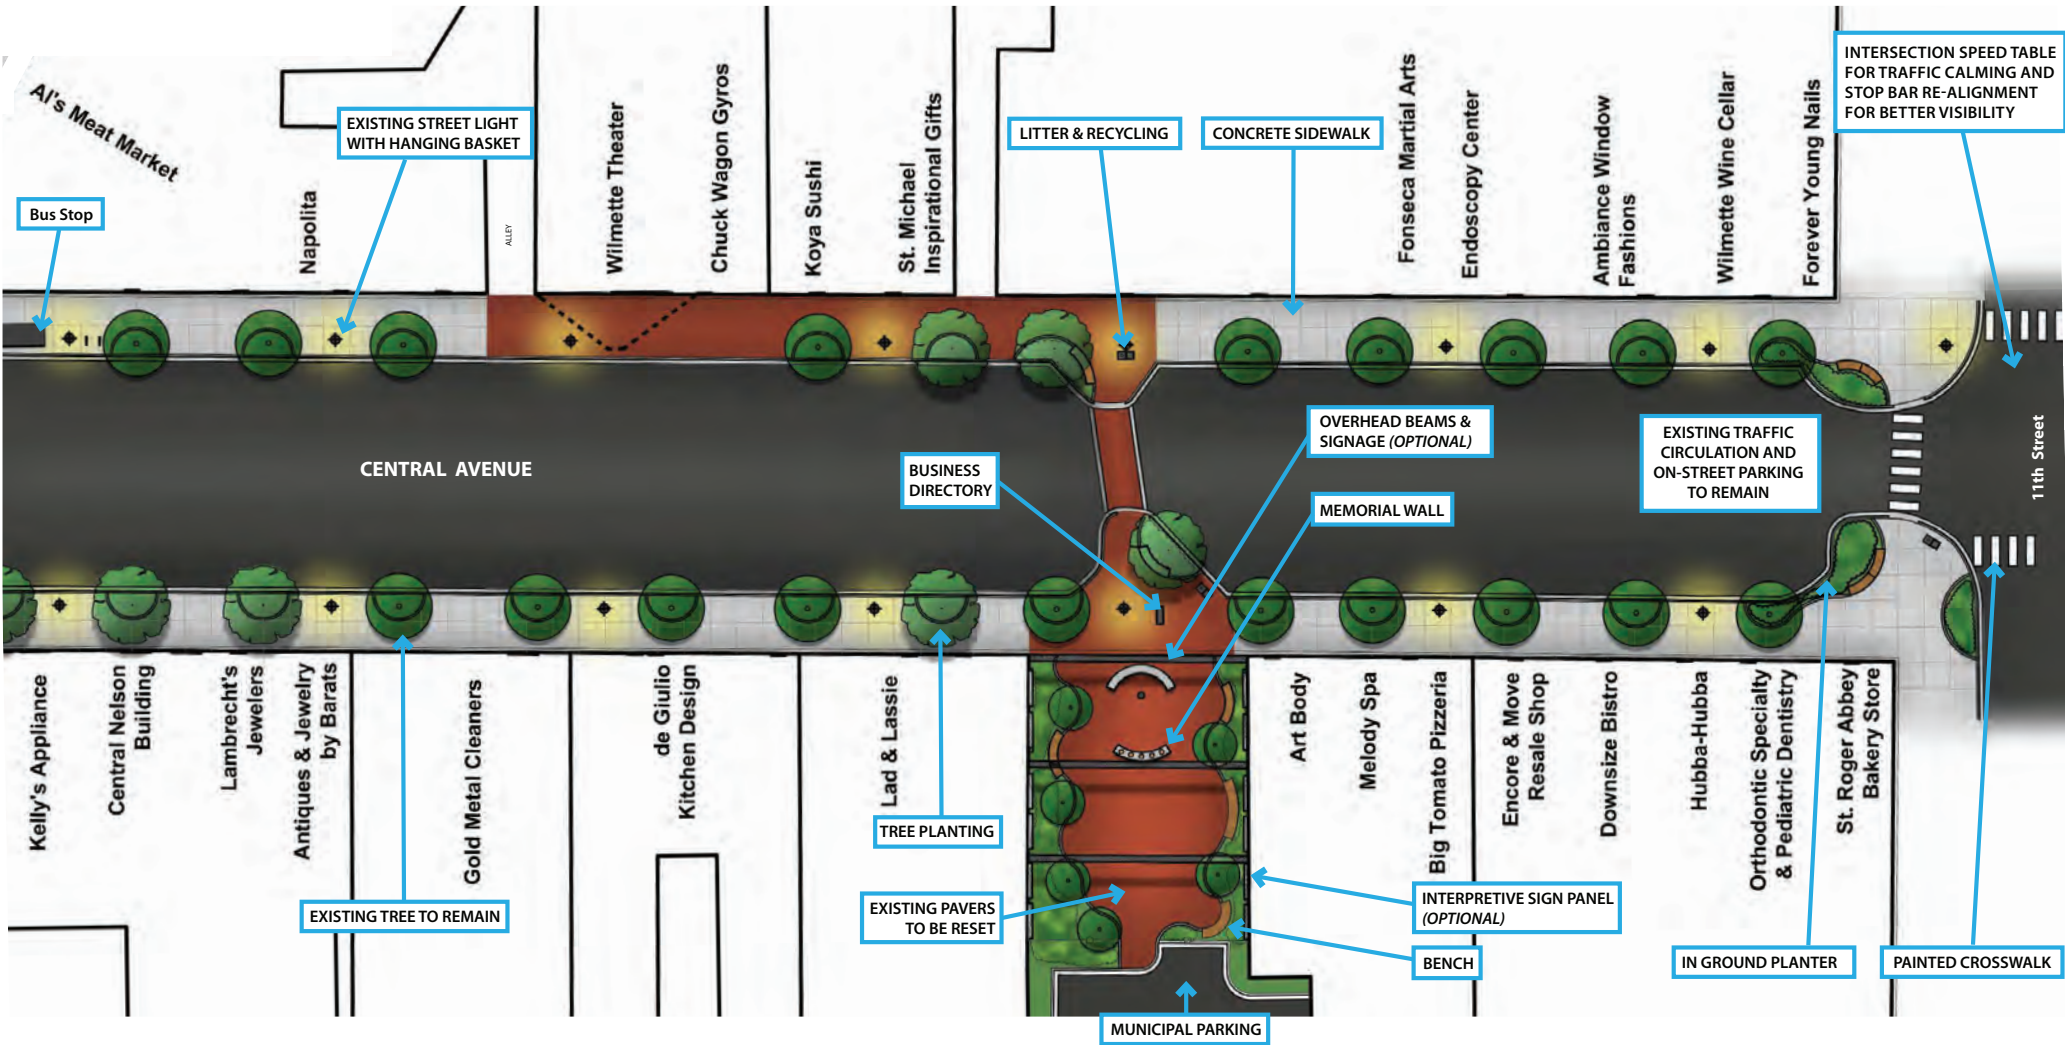 Al's Meat Market
Bus Stop
Napolita
EXISTING STREET LIGHT
WITH HANGING BASKET
ALLEY
Wilmette Theater
Chuck Wagon Gyros
Koya Sushi
St. Michael
Inspirational Gifts
LITTER & RECYCLING
CONCRETE SIDEWALK
Fonseca Martial Arts
Endoscopy Center
Ambiance Window
Fashions
Wilmette Wine Cellar
Forever Young Nails
INTERSECTION SPEED TABLE
FOR TRAFFIC CALMING AND
STOP BAR RE-ALIGNMENT
FOR BETTER VISIBILITY
CENTRAL AVENUE
BUSINESS
DIRECTORY
OVERHEAD BEAMS &
SIGNAGE (OPTIONAL)
MEMORIAL WALL
EXISTING TRAFFIC
CIRCULATION AND
ON-STREET PARKING
TO REMAIN
11th Street
Kelly's Appliance
Central Nelson
Building
Lambrecht's
Jewelers
Antiques & Jewelry
by Barats
Gold Metal Cleaners
de Giulio
Kitchen Design
Lad & Lassie
Art Body
Melody Spa
Big Tomato Pizzeria
Encore & Move
Resale Shop
Downsize Bistro
Hubba-Hubba
Orthodontic Specialty
& Pediatric Dentistry
St. Roger Abbey
Bakery Store
TREE PLANTING
EXISTING TREE TO REMAIN
EXISTING PAVERS
TO BE RESET
INTERPRETIVE SIGN PANEL
(OPTIONAL)
BENCH
IN GROUND PLANTER
PAINTED CROSSWALK
MUNICIPAL PARKING